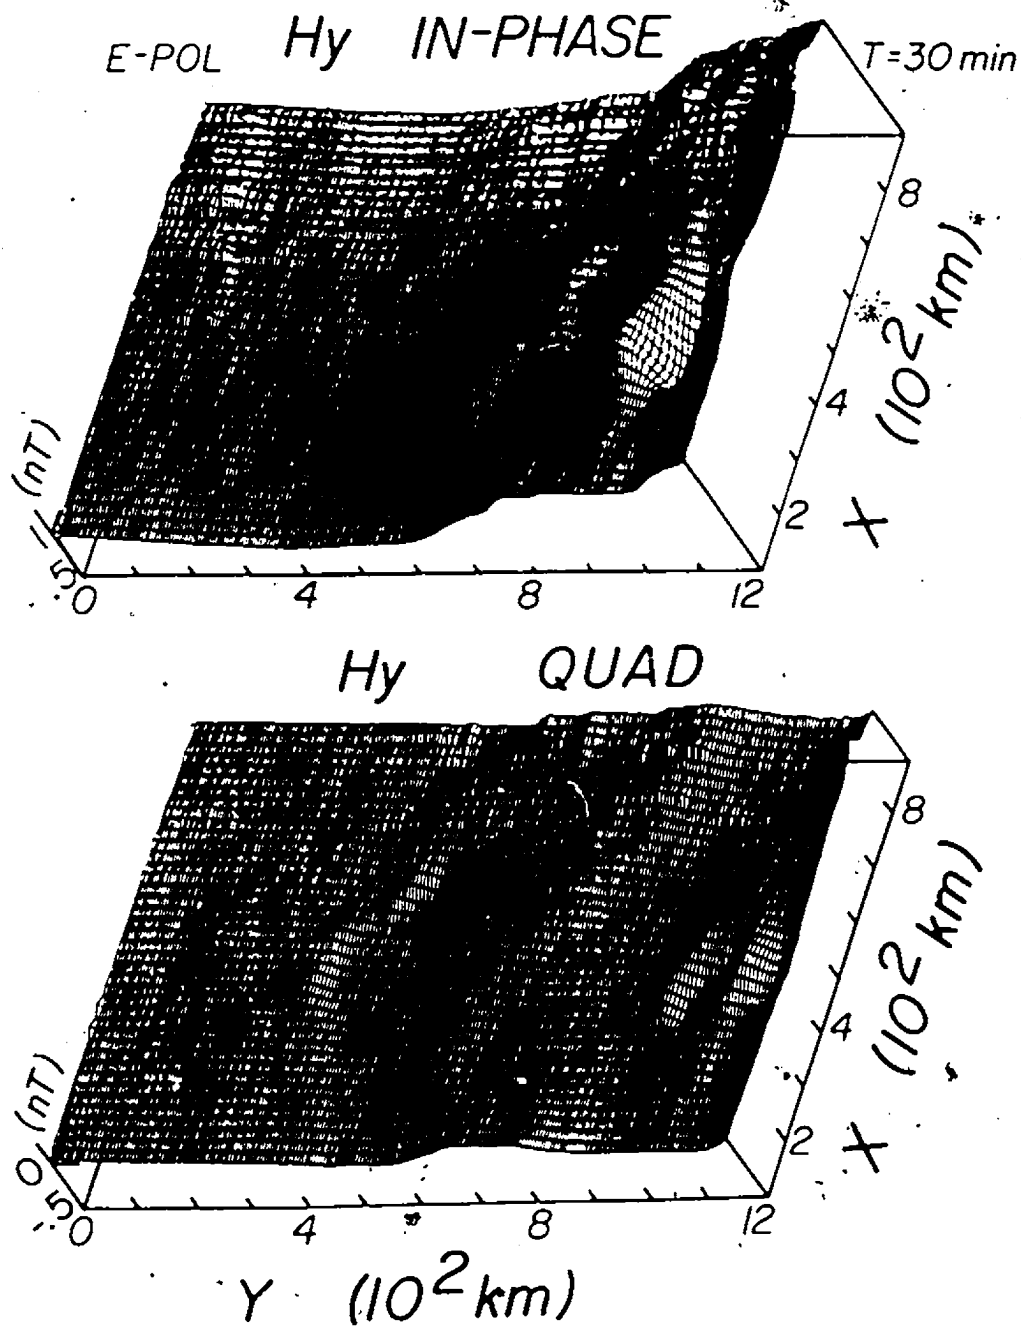 Hy IN-PHASE
E-POL
T=30 min
8
4
2
X (10² km)
(nT)
.5
0 4 8 12
Hy QUAD
8
4
2
X (10² km)
(nT)
0
.5
0 4 8 12
Y (10² km)